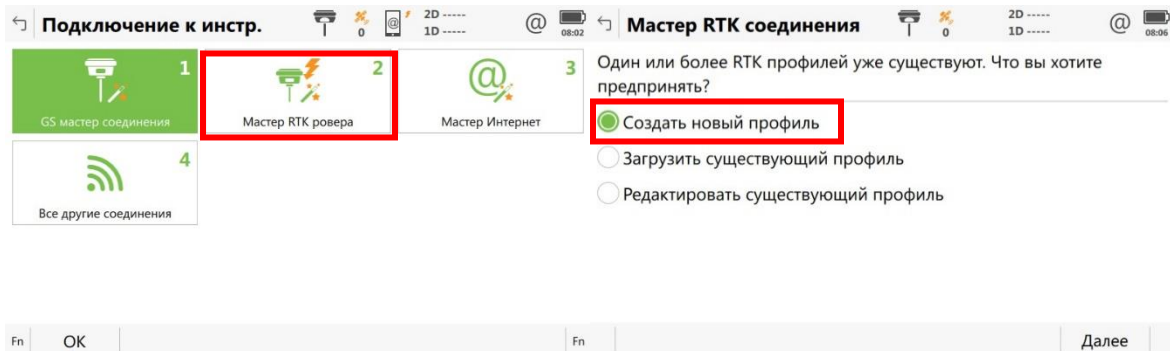 Подключение к инстр.
0
@
2D -----
1D -----
@
08:02
1
GS мастер соединения
2
Мастер RTK ровера
@
3
Мастер Интернет
4
Все другие соединения
Fn OK
Мастер RTK соединения
0
2D -----
1D -----
@
08:06
Один или более RTK профилей уже существуют. Что вы хотите
предпринять?
Создать новый профиль
Загрузить существующий профиль
Редактировать существующий профиль
Fn Далее